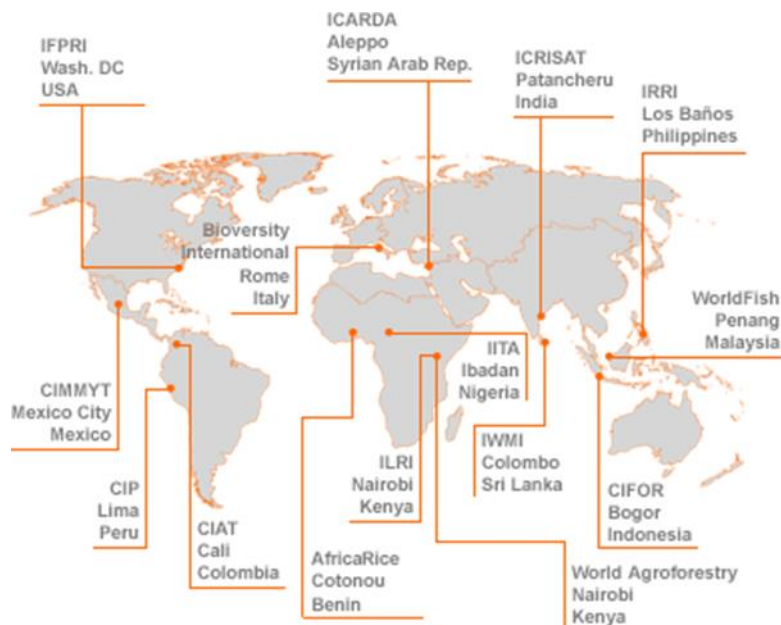 IFPRI
Wash. DC
USA
ICARDA
Aleppo
Syrian Arab Rep.
ICRISAT
Patancheru
India
IRRI
Los Baños
Philippines
Bioversity
International
Rome
Italy
WorldFish
Penang
Malaysia
IITA
Ibadan
Nigeria
CIMMYT
Mexico City
Mexico
IWMI
Colombo
Sri Lanka
ILRI
Nairobi
Kenya
CIP
Lima
Peru
CIFOR
Bogor
Indonesia
CIAT
Cali
Colombia
AfricaRice
Cotonou
Benin
World Agroforestry
Nairobi
Kenya